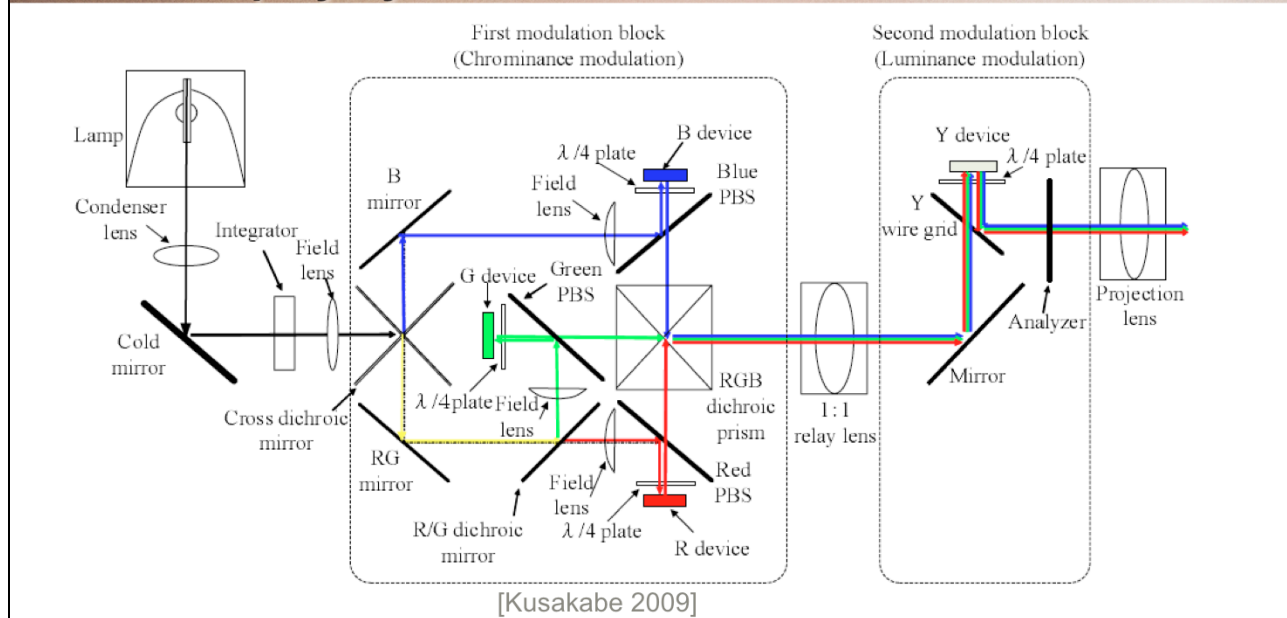 First modulation block
(Chrominance modulation)
Second modulation block
(Luminance modulation)
Lamp
Condenser
lens
Integrator
Field
lens
Cold
mirror
Cross dichroic
mirror
B
mirror
RG
mirror
G device
λ/4plate
Green
PBS
Field
lens
R/G dichroic
mirror
Field
lens
λ/4 plate
B device
Blue
PBS
RGB
dichroic
prism
Field
lens
λ/4 plate
Red
PBS
R device
1:1
relay lens
Y device
λ/4 plate
Y
wire grid
Mirror
Analyzer
Projection
lens
[Kusakabe 2009]